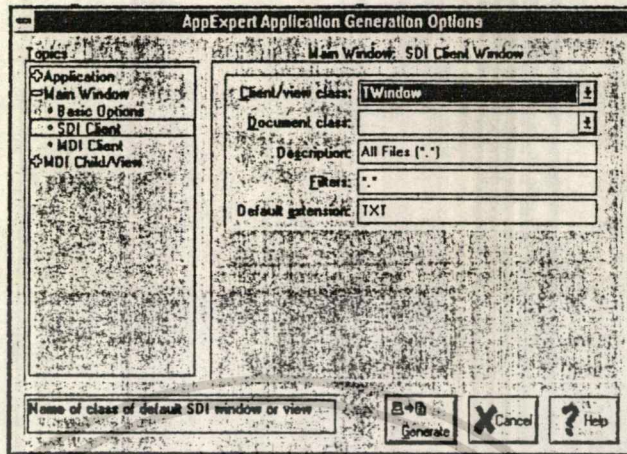 AppExpert Application Generation Options
Topics
Application
Main Window
Basic Options
SDI Client
MDI Client
MDI Child/View
Main Window: SDI Client Window
Client/view class: TWindow
Document class:
Description: All Files (*.*)
Filters: *.*
Default extension: TXT
Name of class of default SDI window or view
Generate
Cancel
? Help